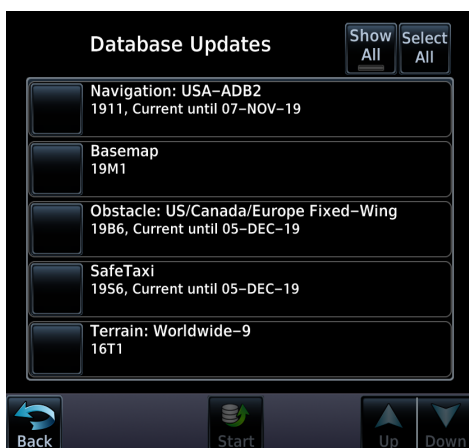 Database Updates
Show
All
Select
All
Navigation: USA–ADB2
1911, Current until 07–NOV–19
Basemap
19M1
Obstacle: US/Canada/Europe Fixed–Wing
19B6, Current until 05–DEC–19
SafeTaxi
19S6, Current until 05–DEC–19
Terrain: Worldwide–9
16T1
Back
Start
Up
Down